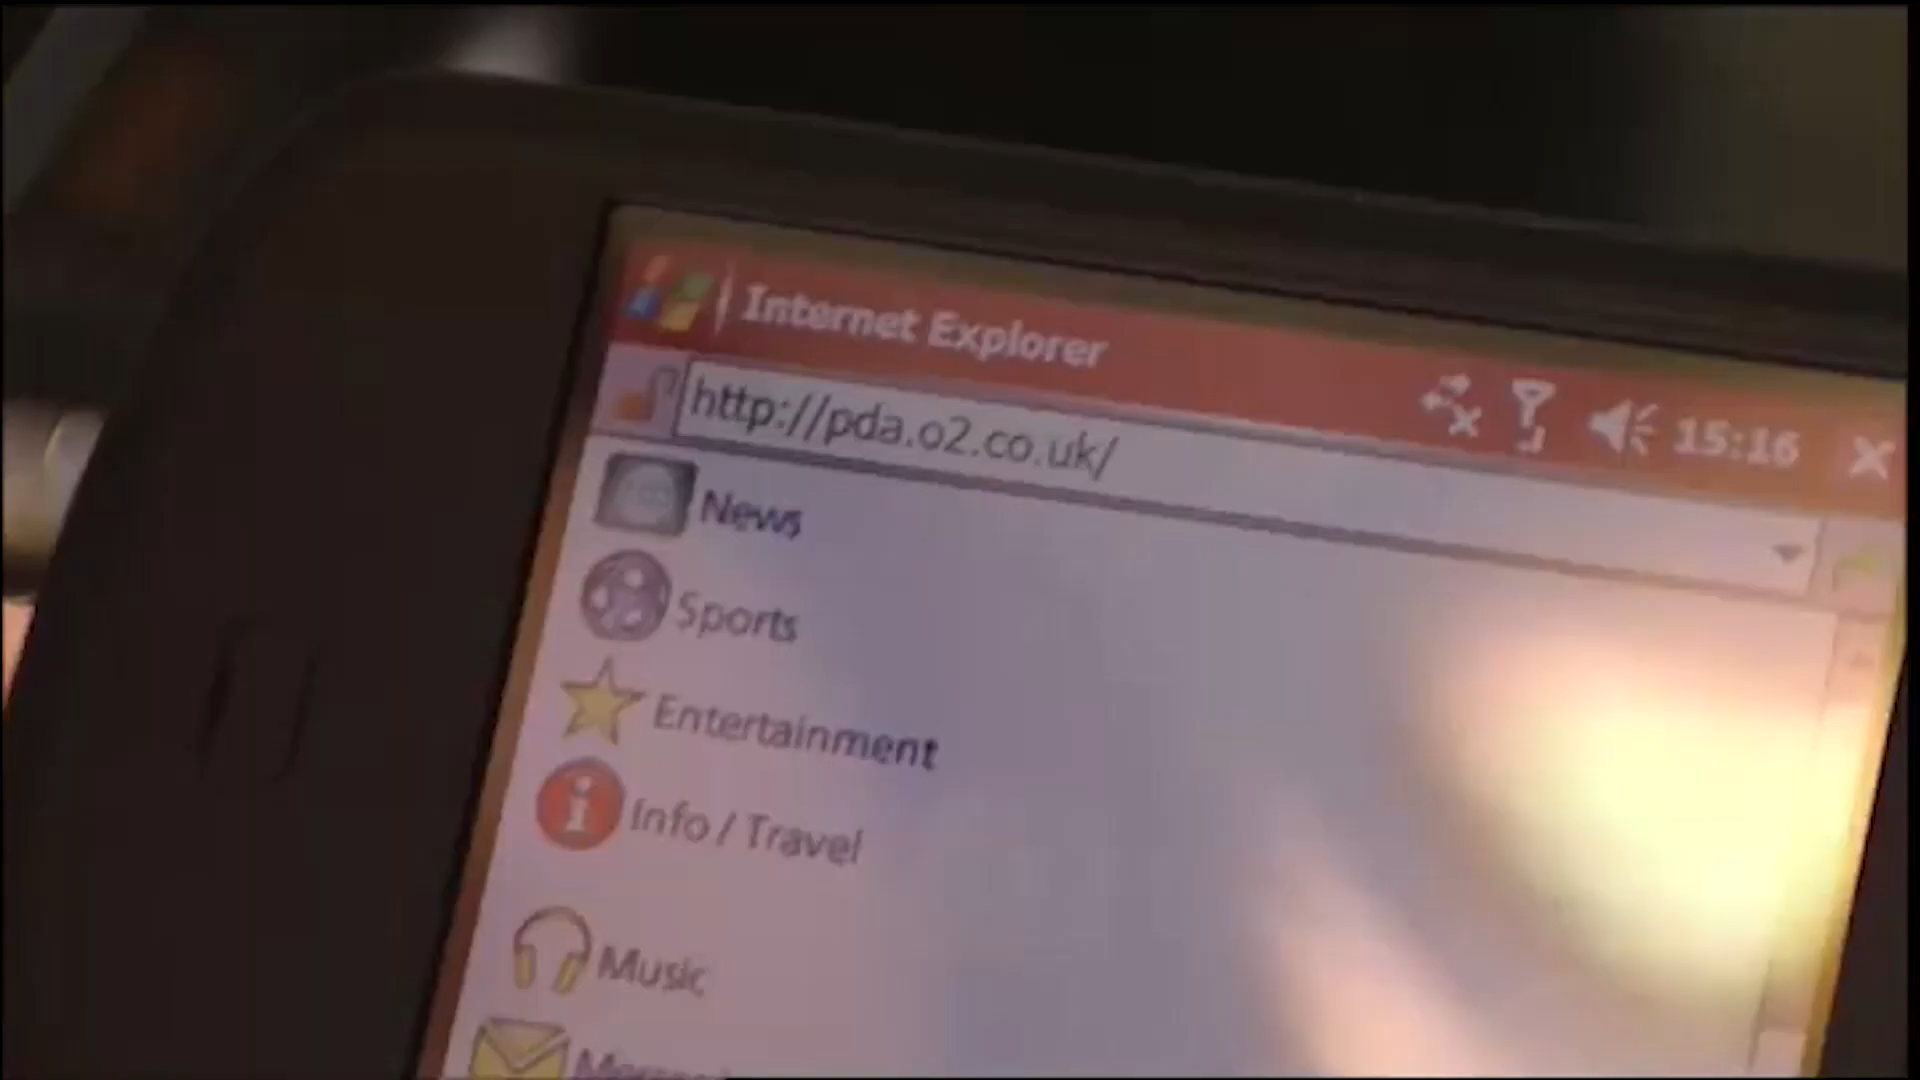 Internet Explorer
15:16
http://pda.o2.co.uk/
News
Sports
Entertainment
Info / Travel
Music